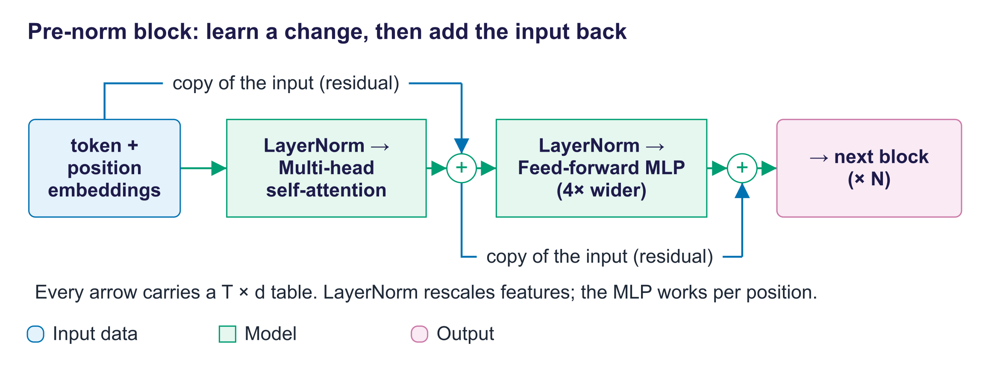 Pre-norm block: learn a change, then add the input back
copy of the input (residual)
token +
position
embeddings
LayerNorm →
Multi-head
self-attention
+
LayerNorm →
Feed-forward MLP
(4× wider)
+
→ next block
(× N)
copy of the input (residual)
Every arrow carries a T × d table. LayerNorm rescales features; the MLP works per position.
Input data
Model
Output